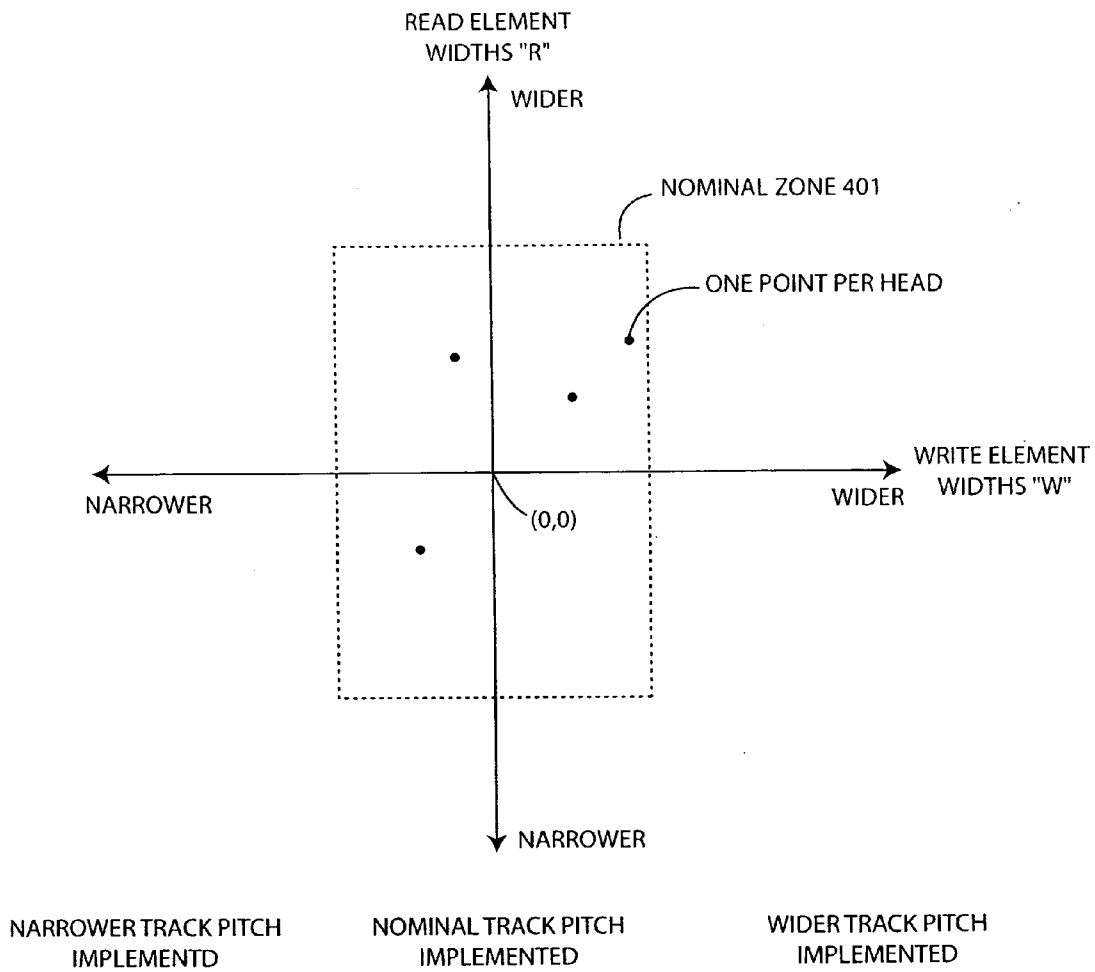 READ ELEMENT
WIDTHS "R"
WIDER
NOMINAL ZONE 401
ONE POINT PER HEAD
WRITE ELEMENT
WIDTHS "W"
NARROWER
WIDER
(0,0)
NARROWER
NARROWER TRACK PITCH
IMPLEMENTD
NOMINAL TRACK PITCH
IMPLEMENTED
WIDER TRACK PITCH
IMPLEMENTED